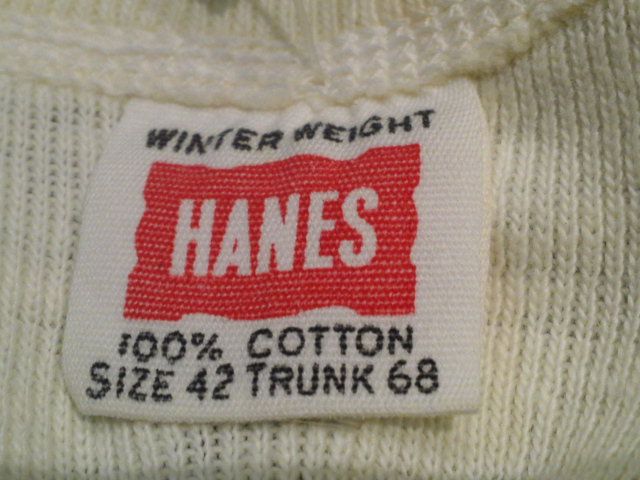 WINTER WEIGHT
HANES
100% COTTON
SIZE 42 TRUNK 68